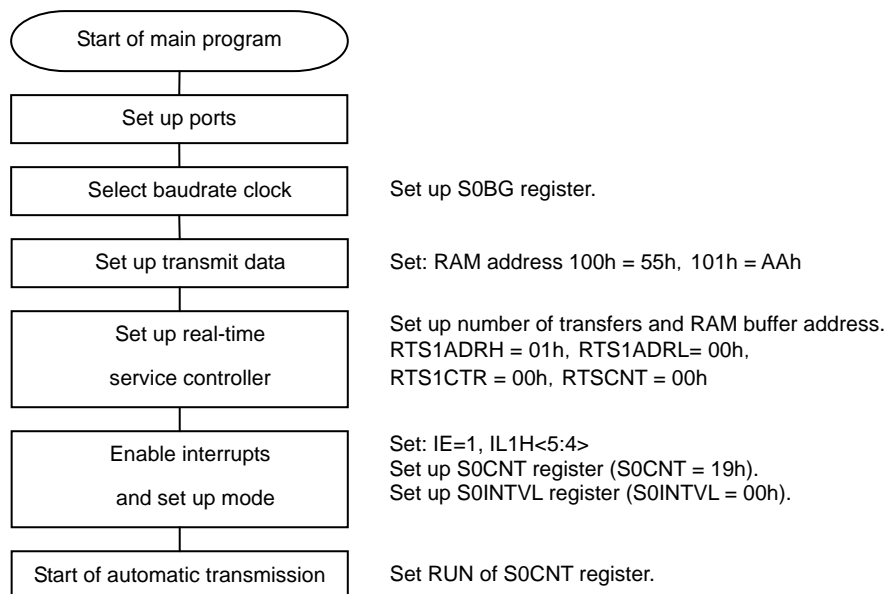 Start of main program
Set up ports
Select baudrate clock
Set up S0BG register.
Set up transmit data
Set: RAM address 100h = 55h, 101h = AAh
Set up real-time
service controller
Set up number of transfers and RAM buffer address.
RTS1ADRH = 01h, RTS1ADRL= 00h,
RTS1CTR = 00h, RTSCNT = 00h
Enable interrupts
and set up mode
Set: IE=1, IL1H<5:4>
Set up S0CNT register (S0CNT = 19h).
Set up S0INTVL register (S0INTVL = 00h).
Start of automatic transmission
Set RUN of S0CNT register.